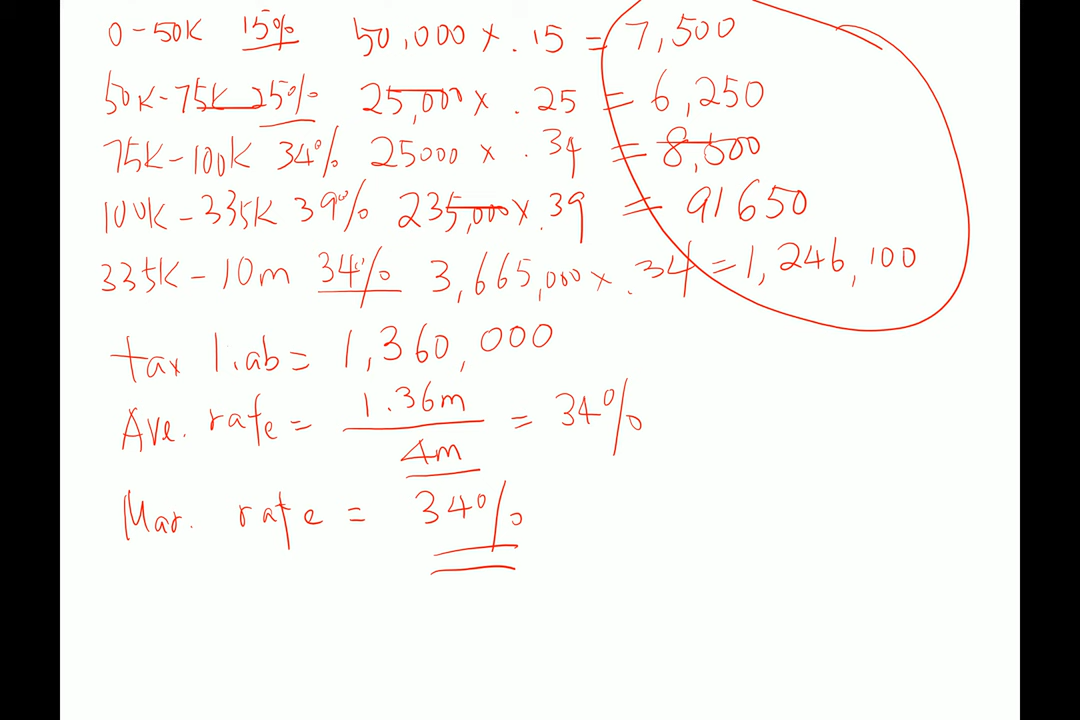 0-50K 15% 50,000 x .15 = 7,500
50K-75K 25% 25,000 x .25 = 6,250
75K-100K 34% 25000 x .34 = 8,500
100K-335K 39% 235,000 x .39 = 91650
335K-10m 34% 3,665,000 x .34 = 1,246,100
tax liab = 1,360,000
Ave. rate = 1.36m / 4m = 34%
Mar. rate = 34%